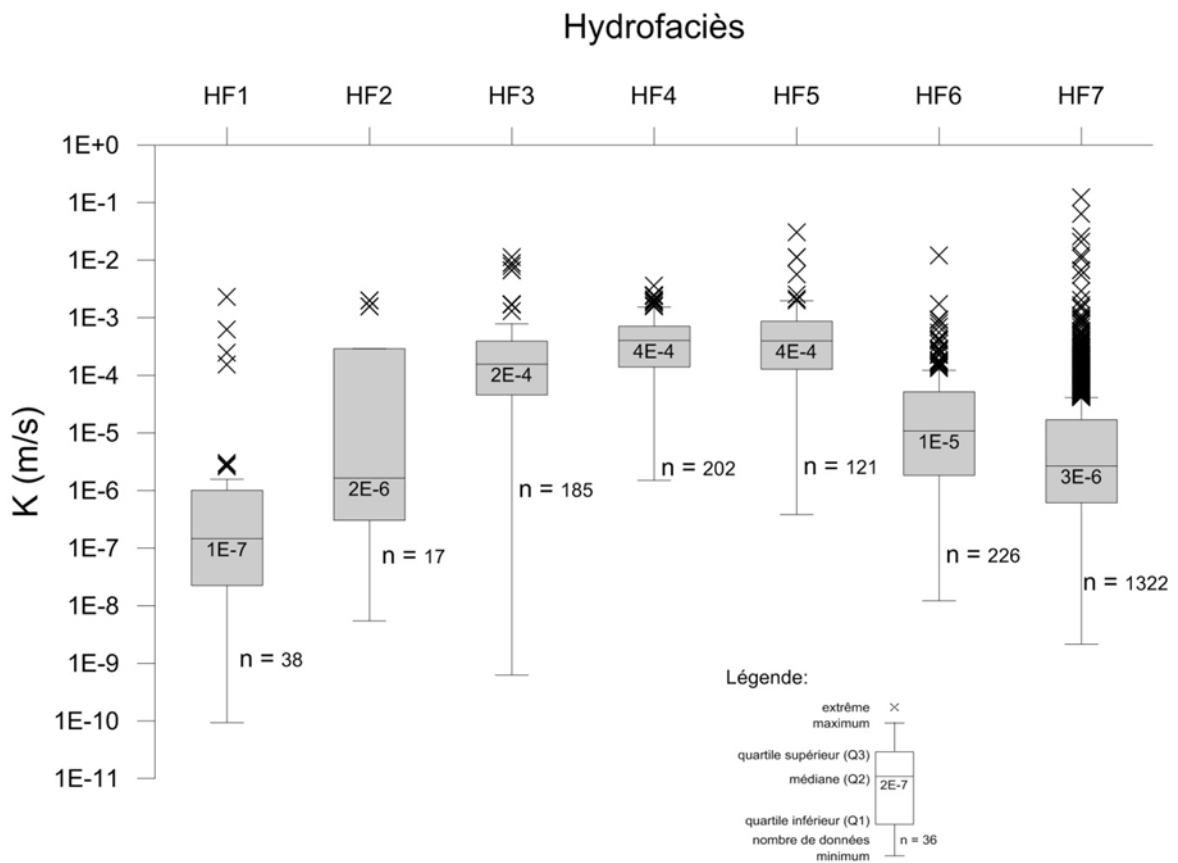 Hydrofaciès
HF1 HF2 HF3 HF4 HF5 HF6 HF7
K (m/s)
1E+0
1E-1
1E-2
1E-3
1E-4
1E-5
1E-6
1E-7
1E-8
1E-9
1E-10
1E-11
1E-7
n = 38
2E-6
n = 17
2E-4
n = 185
4E-4
n = 202
4E-4
n = 121
1E-5
n = 226
3E-6
n = 1322
Légende:
extrême
maximum
quartile supérieur (Q3)
médiane (Q2)
2E-7
quartile inférieur (Q1)
nombre de données n = 36
minimum